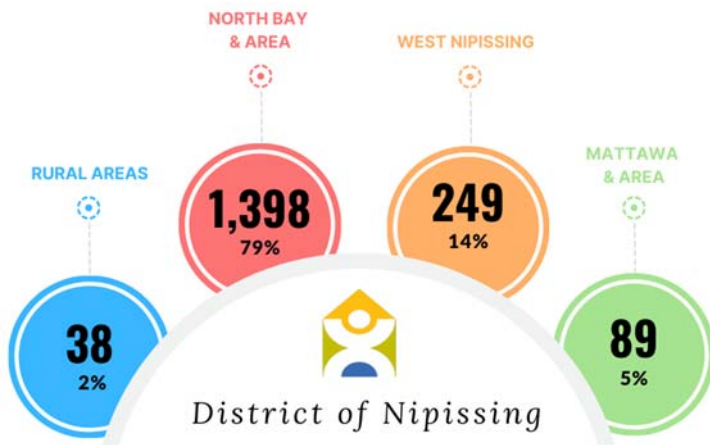 NORTH BAY
& AREA
WEST NIPISSING
RURAL AREAS
MATTAWA
& AREA
1,398
79%
249
14%
38
2%
89
5%
District of Nipissing